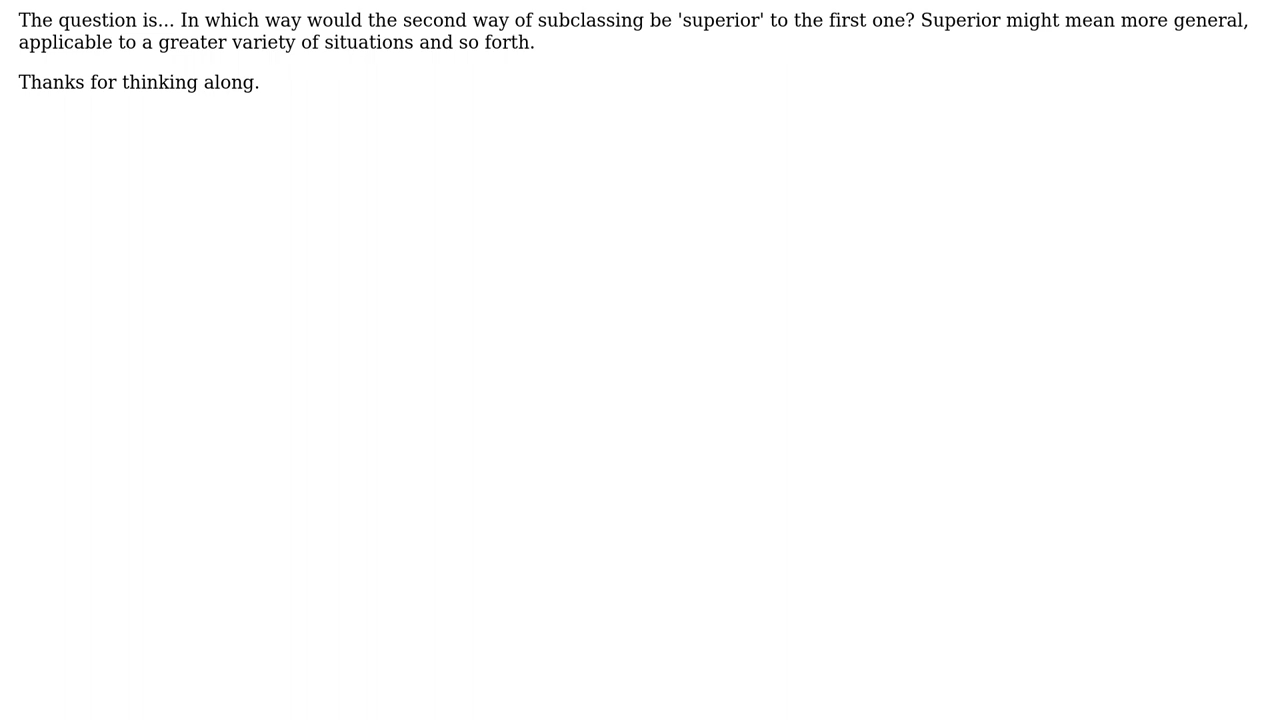 The question is... In which way would the second way of subclassing be 'superior' to the first one? Superior might mean more general,
applicable to a greater variety of situations and so forth.
Thanks for thinking along.